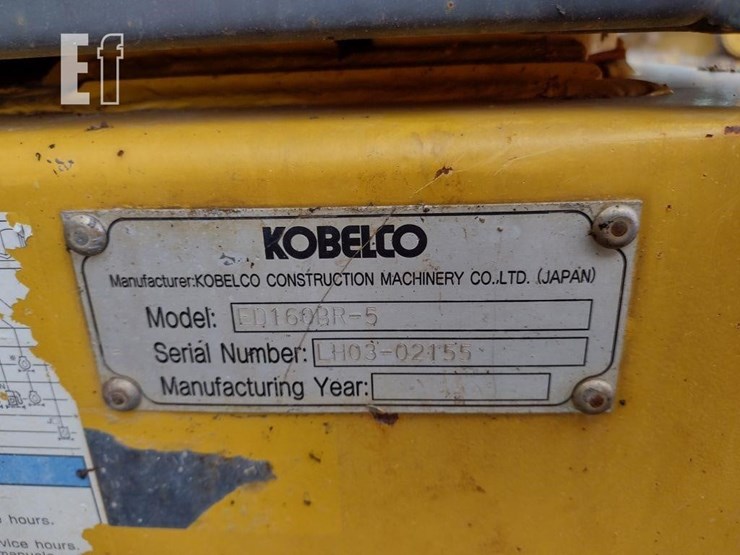 Ef
KOBELCO
Manufacturer:KOBELCO CONSTRUCTION MACHINERY CO.,LTD. (JAPAN)
Model: ED160BR-5
Serial Number: LH03-02155
Manufacturing Year:
hours.
vice hours.
manuals